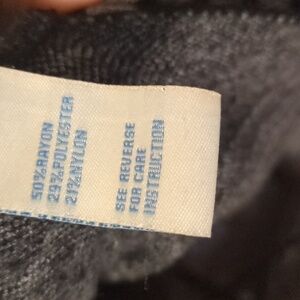 50%RAYON
29%POLYESTER
21%NYLON
SEE REVERSE
FOR CARE
INSTRUCTION